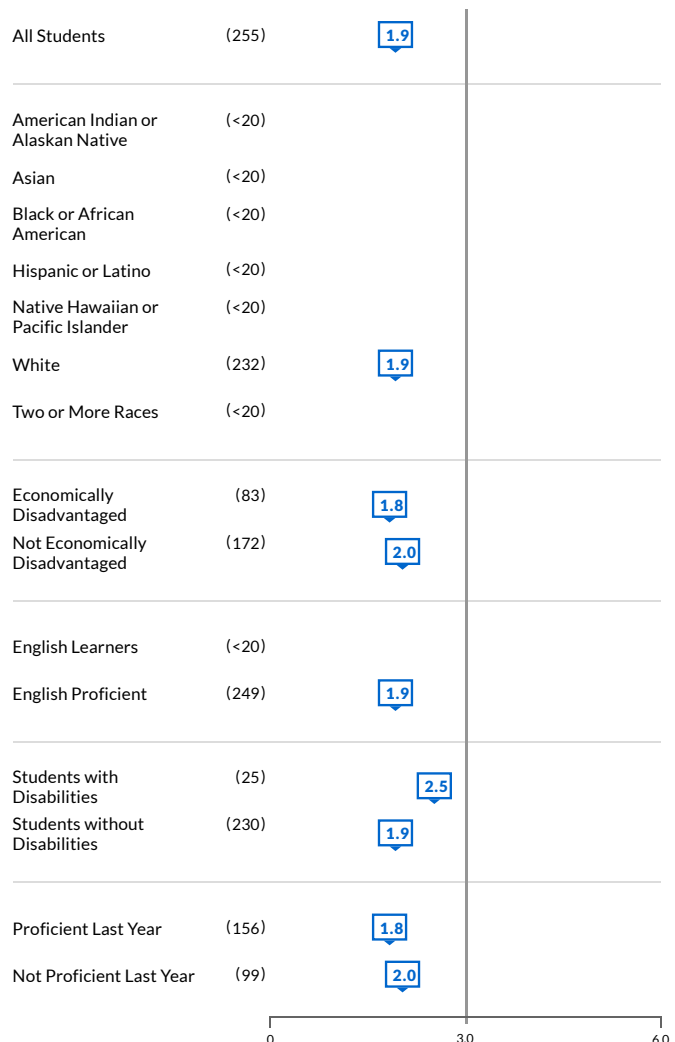 All Students (255) 1.9
American Indian or
Alaskan Native (<20)
Asian (<20)
Black or African
American (<20)
Hispanic or Latino (<20)
Native Hawaiian or
Pacific Islander (<20)
White (232) 1.9
Two or More Races (<20)
Economically
Disadvantaged (83) 1.8
Not Economically
Disadvantaged (172) 2.0
English Learners (<20)
English Proficient (249) 1.9
Students with
Disabilities (25) 2.5
Students without
Disabilities (230) 1.9
Proficient Last Year (156) 1.8
Not Proficient Last Year (99) 2.0
0 3.0 6.0